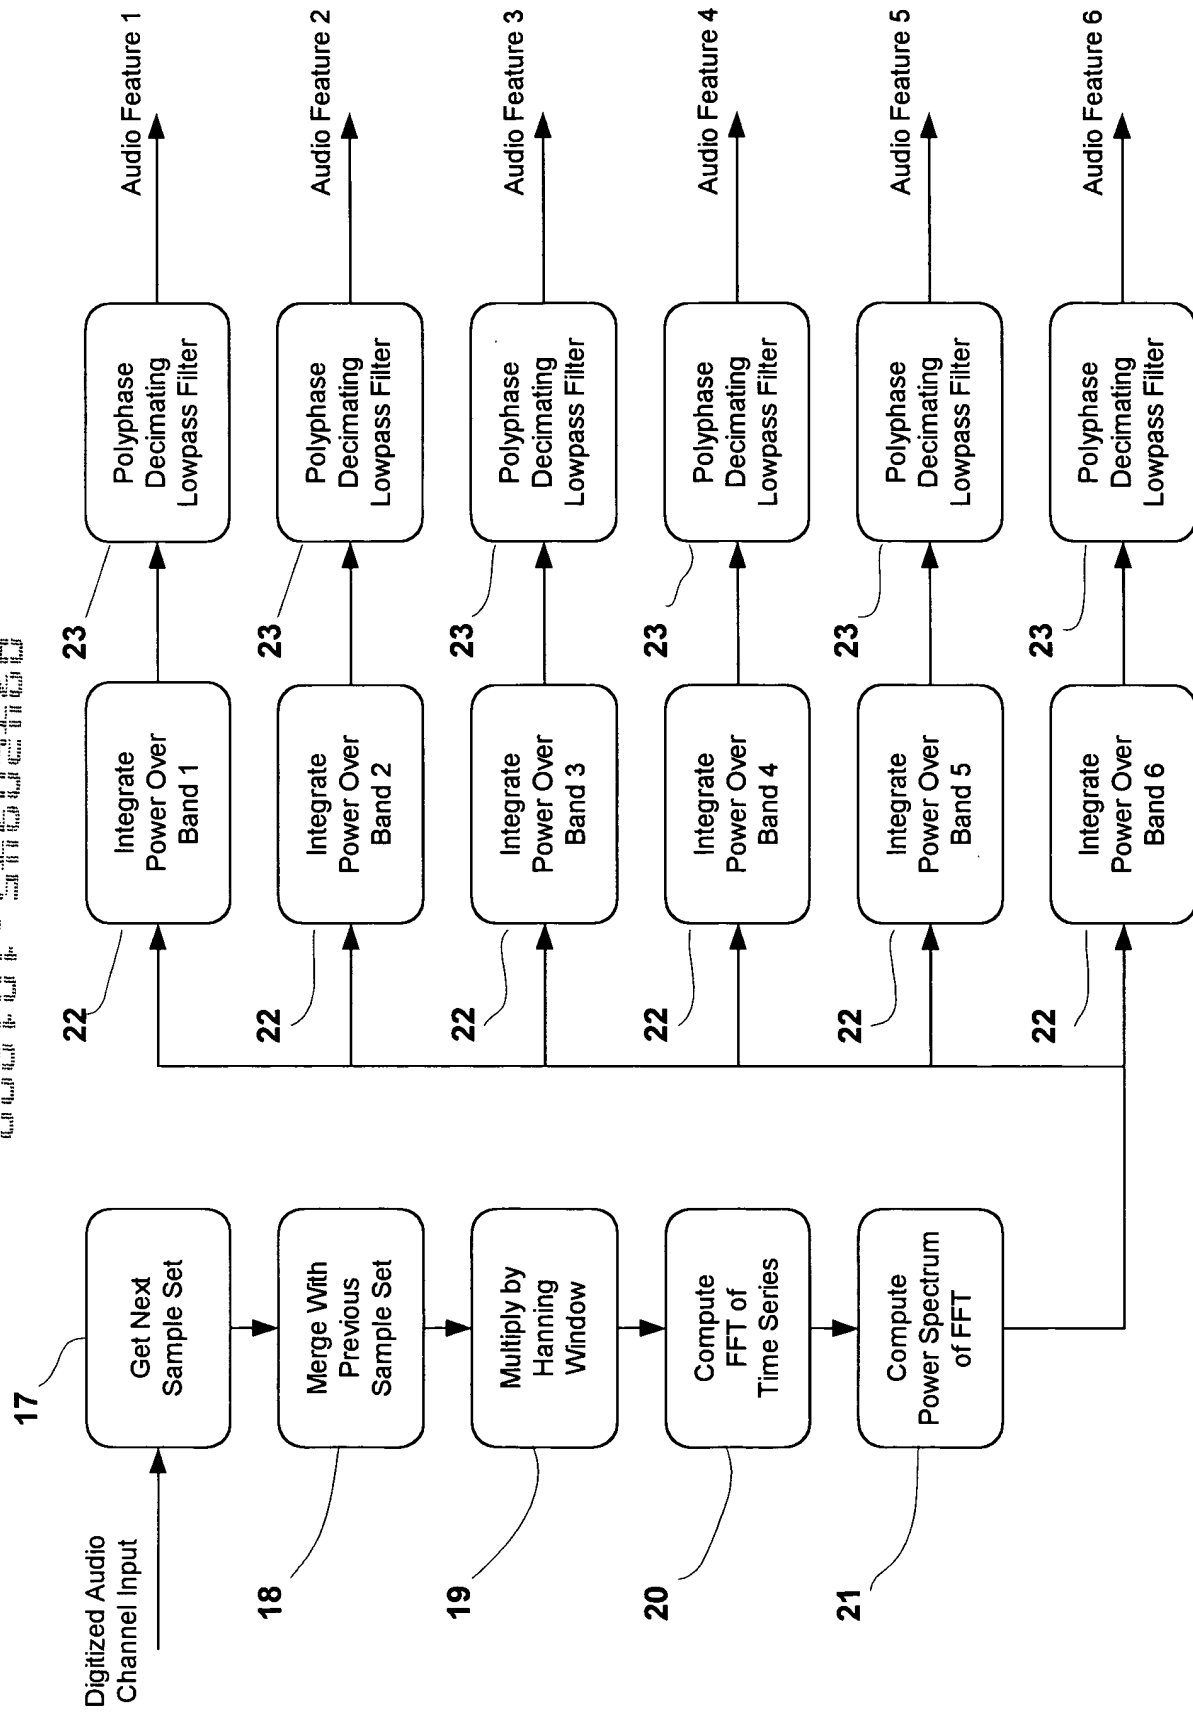 Digitized Audio
Channel Input
17
Get Next
Sample Set
18
Merge With
Previous
Sample Set
19
Multiply by
Hanning
Window
20
Compute
FFT of
Time Series
21
Compute
Power Spectrum
of FFT
22
Integrate
Power Over
Band 1
23
Polyphase
Decimating
Lowpass Filter
Audio Feature 1
22
Integrate
Power Over
Band 2
23
Polyphase
Decimating
Lowpass Filter
Audio Feature 2
22
Integrate
Power Over
Band 3
23
Polyphase
Decimating
Lowpass Filter
Audio Feature 3
22
Integrate
Power Over
Band 4
23
Polyphase
Decimating
Lowpass Filter
Audio Feature 4
22
Integrate
Power Over
Band 5
23
Polyphase
Decimating
Lowpass Filter
Audio Feature 5
22
Integrate
Power Over
Band 6
23
Polyphase
Decimating
Lowpass Filter
Audio Feature 6